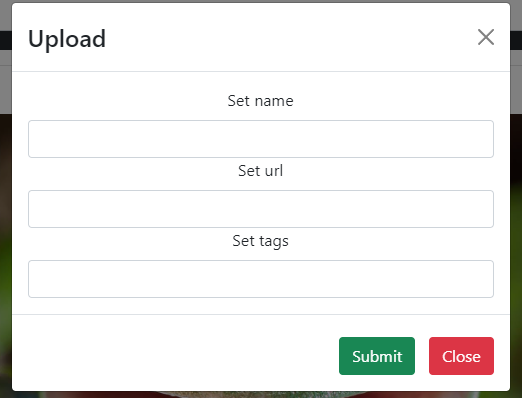 Upload
Set name
Set url
Set tags
Submit Close